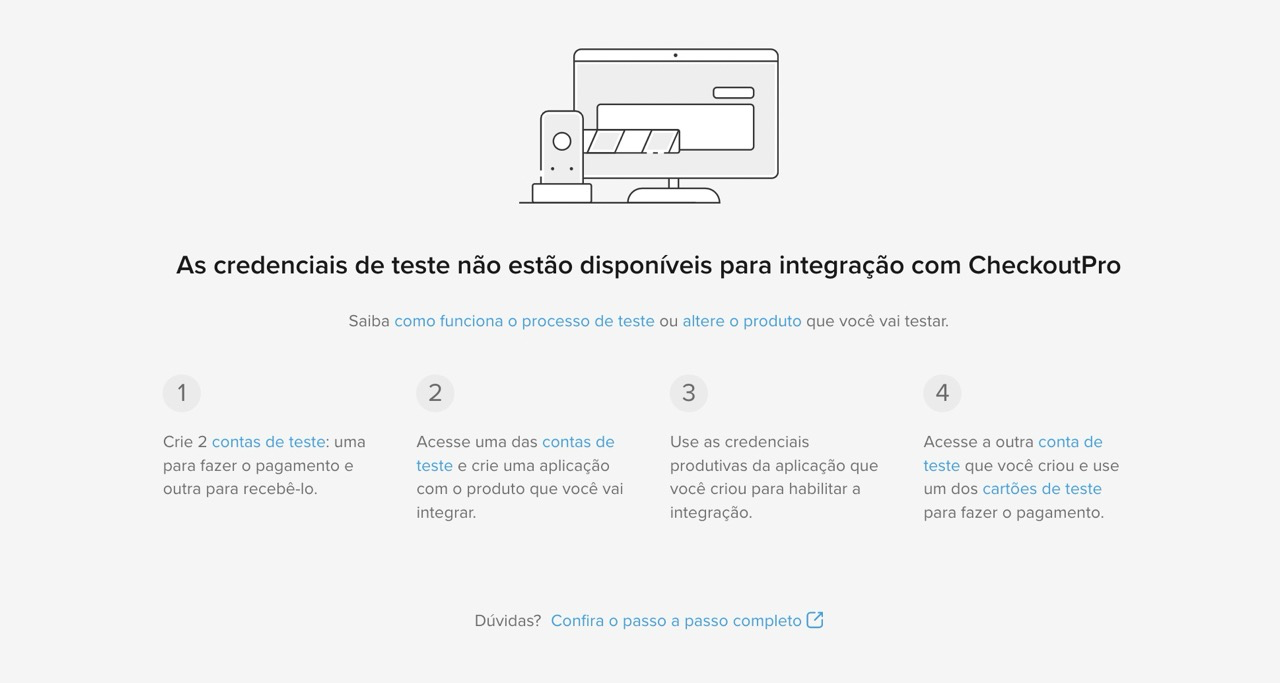 As credenciais de teste não estão disponíveis para integração com CheckoutPro
Saiba como funciona o processo de teste ou altere o produto que você vai testar.
1
Crie 2 contas de teste: uma
para fazer o pagamento e
outra para recebê-lo.
2
Acesse uma das contas de
teste e crie uma aplicação
com o produto que você vai
integrar.
3
Use as credenciais
produtivas da aplicação que
você criou para habilitar a
integração.
4
Acesse a outra conta de
teste que você criou e use
um dos cartões de teste
para fazer o pagamento.
Dúvidas? Confira o passo a passo completo